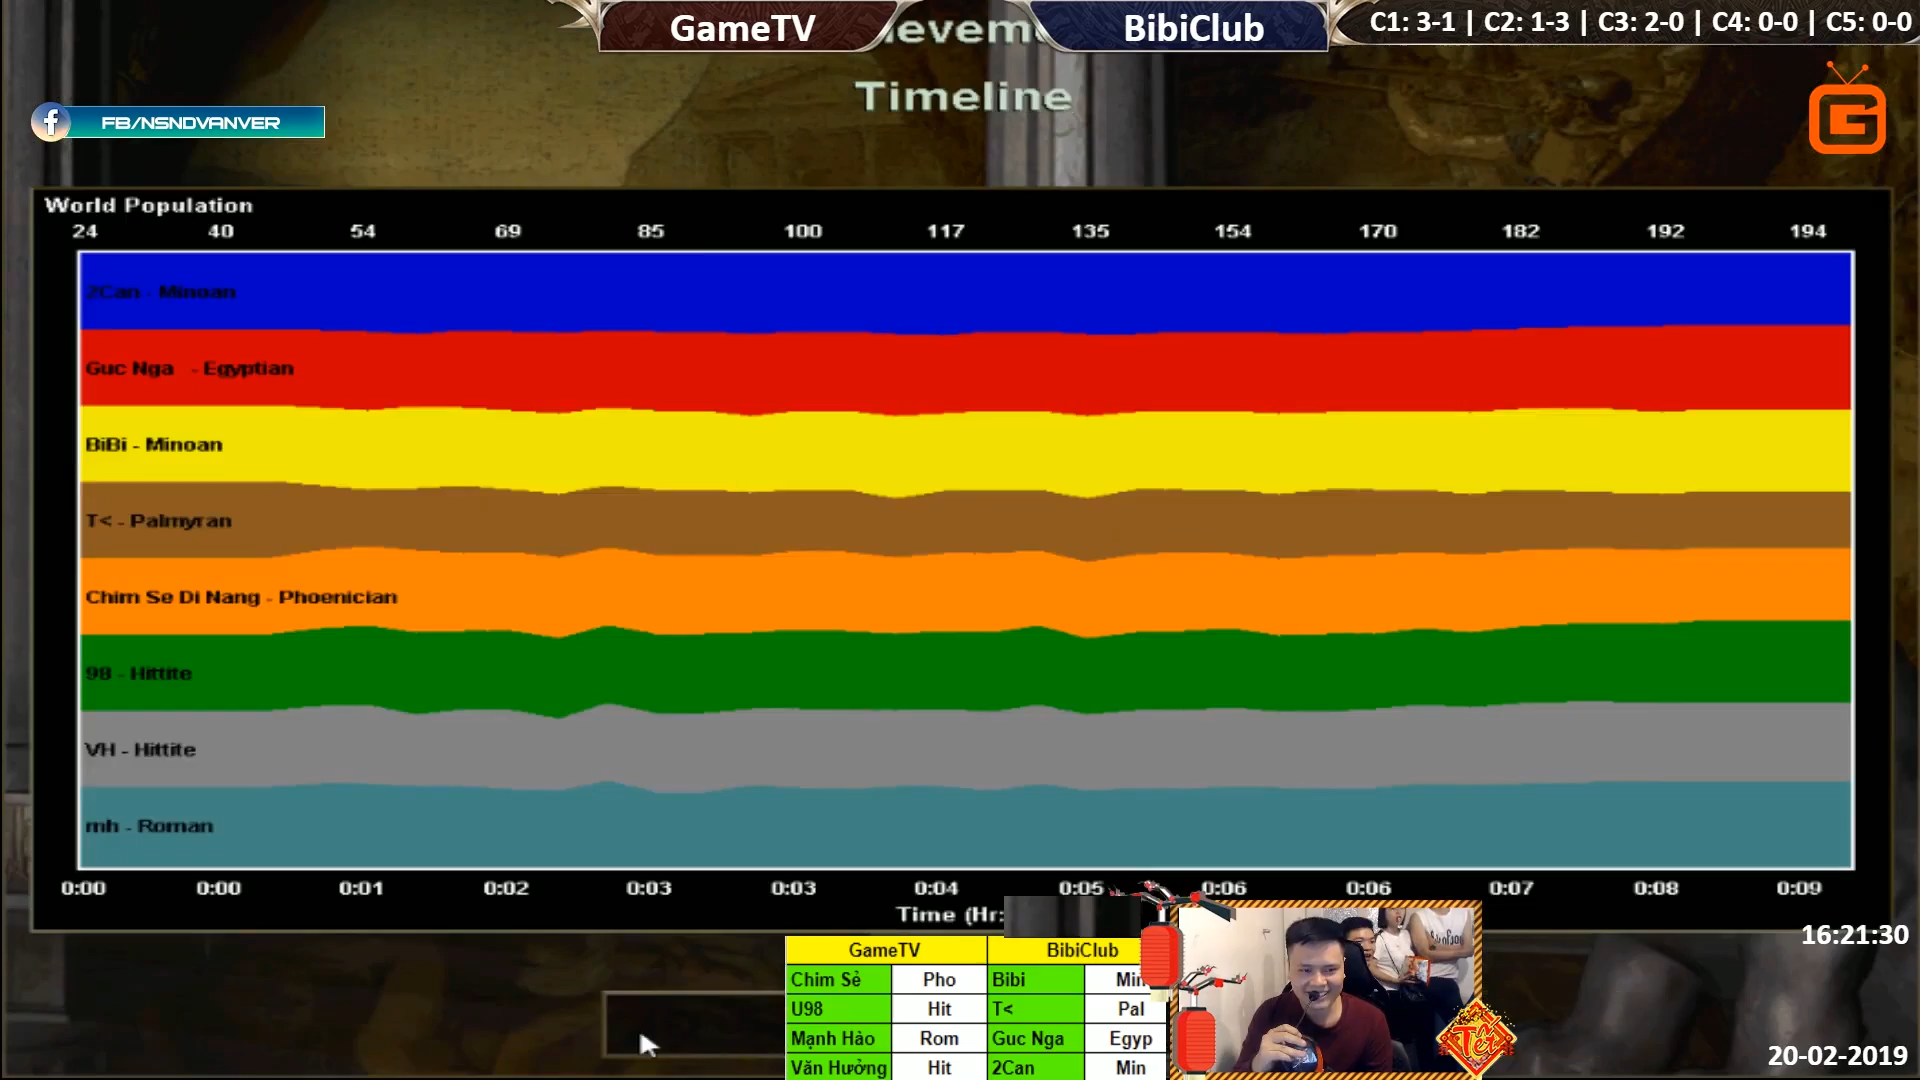 GameTV
BibiClub
C1: 3-1 | C2: 1-3 | C3: 2-0 | C4: 0-0 | C5: 0-0
Timeline
FB/NSNDVANVER
World Population
24 40 54 69 85 100 117 135 154 170 182 192 194
2Can - Minoan
Guc Nga - Egyptian
BiBi - Minoan
T< - Palmyran
Chim Se Di Nang - Phoenician
98 - Hittite
VH - Hittite
mh - Roman
0:00 0:00 0:01 0:02 0:03 0:03 0:04 0:05 0:06 0:06 0:07 0:08 0:09
Time (Hr:
GameTV BibiClub
Chim Sẻ Pho Bibi Min
U98 Hit T< Pal
Mạnh Hào Rom Guc Nga Egyp
Văn Hưởng Hit 2Can Min
Tết
16:21:30
20-02-2019